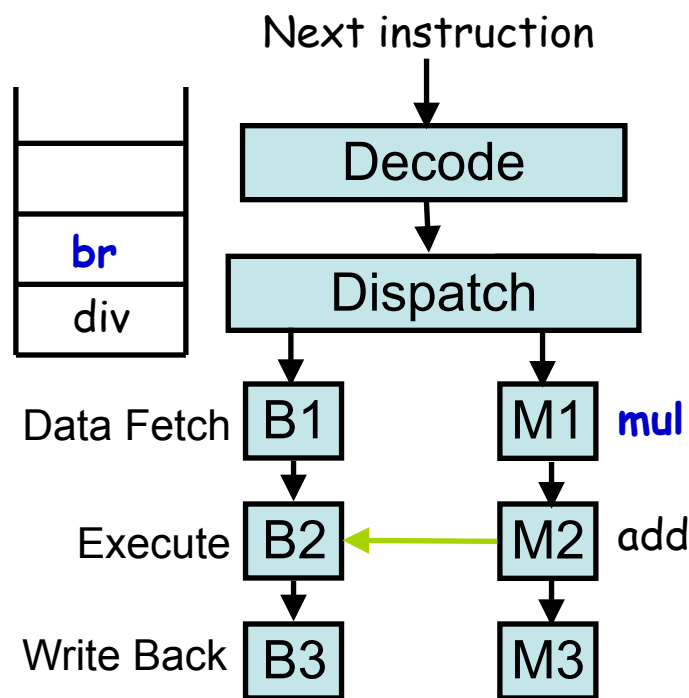 Next instruction
Decode
br
div
Dispatch
Data Fetch B1 M1 mul
Execute B2 M2 add
Write Back B3 M3